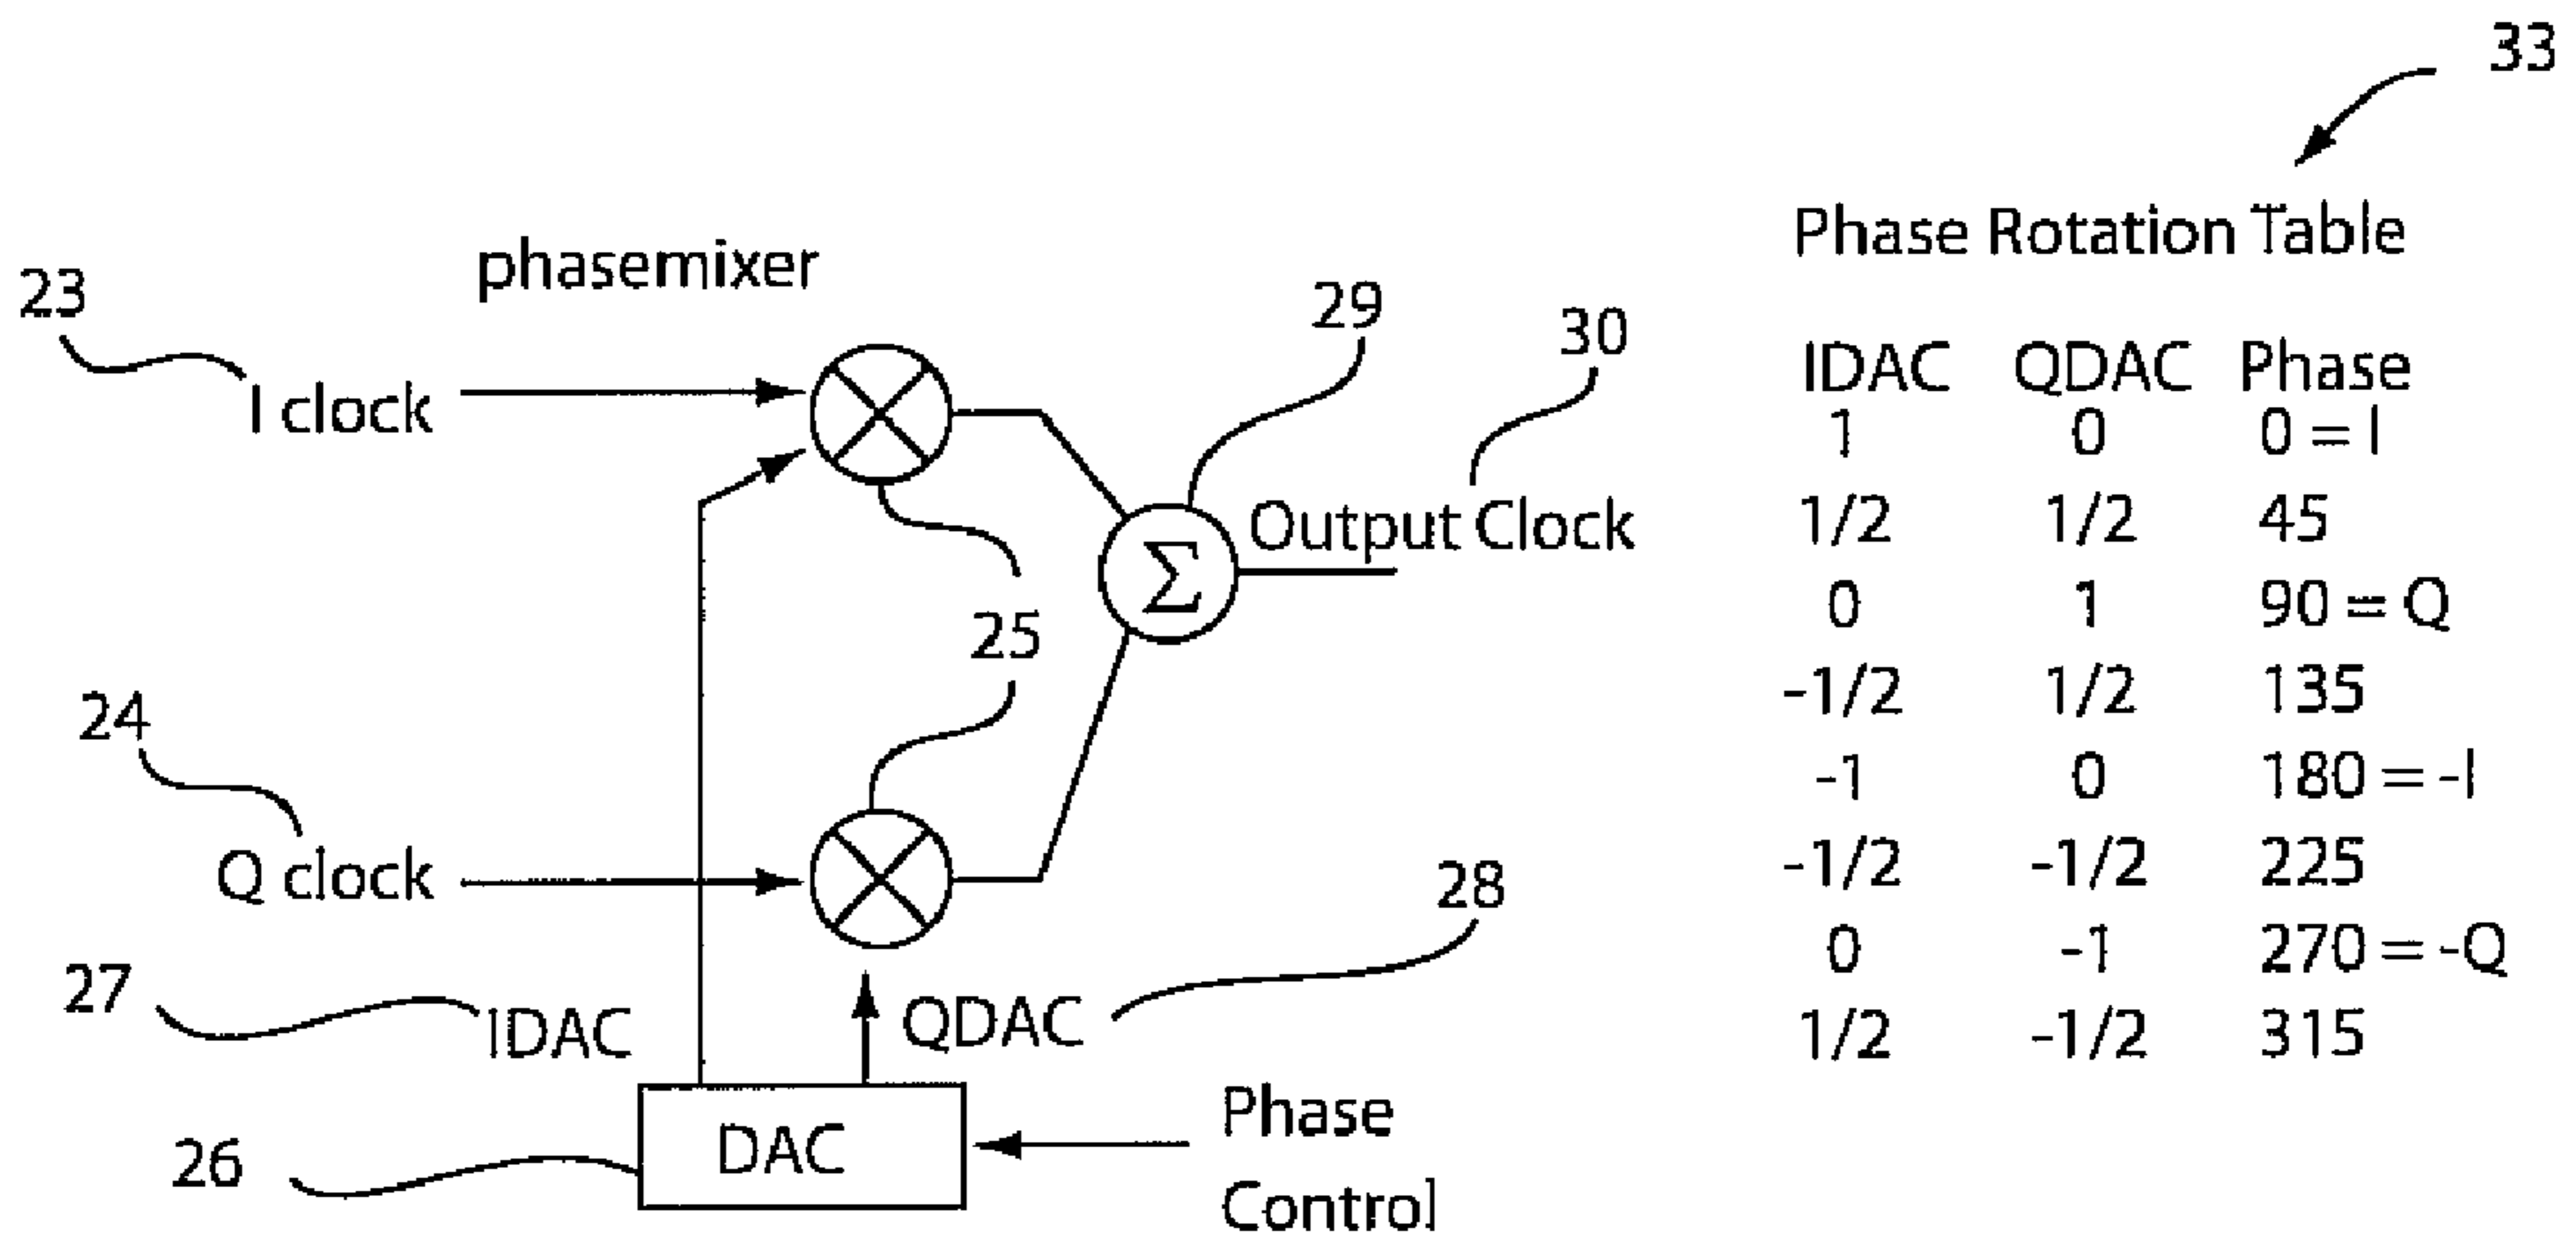 33
Phase Rotation Table
phasemixer
23
29
30
I clock
IDAC QDAC Phase
1 0 0 = I
Output Clock
1/2 1/2 45
Σ
0 1 90 = Q
25
-1/2 1/2 135
24
-1 0 180 = -I
Q clock
28
-1/2 -1/2 225
27
0 -1 270 = -Q
IDAC
QDAC
1/2 -1/2 315
26
DAC
Phase
Control